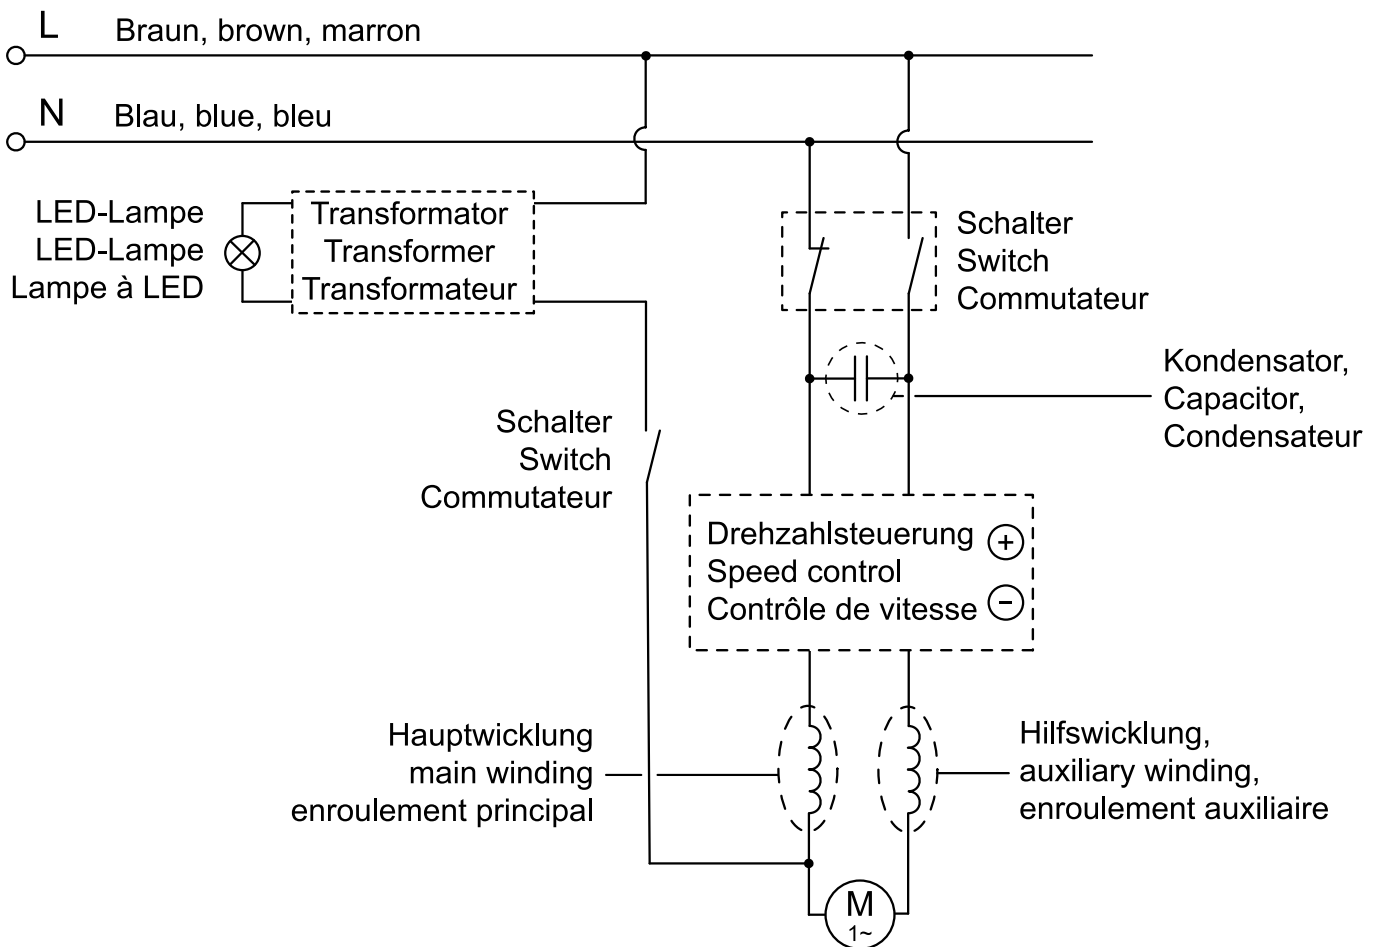 L
Braun, brown, marron
N
Blau, blue, bleu
LED-Lampe
LED-Lampe
Lampe à LED
Transformator
Transformer
Transformateur
Schalter
Switch
Commutateur
Kondensator,
Capacitor,
Condensateur
Schalter
Switch
Commutateur
Drehzahlsteuerung
Speed control
Contrôle de vitesse
+
−
Hauptwicklung
main winding
enroulement principal
Hilfswicklung,
auxiliary winding,
enroulement auxiliaire
M
1~